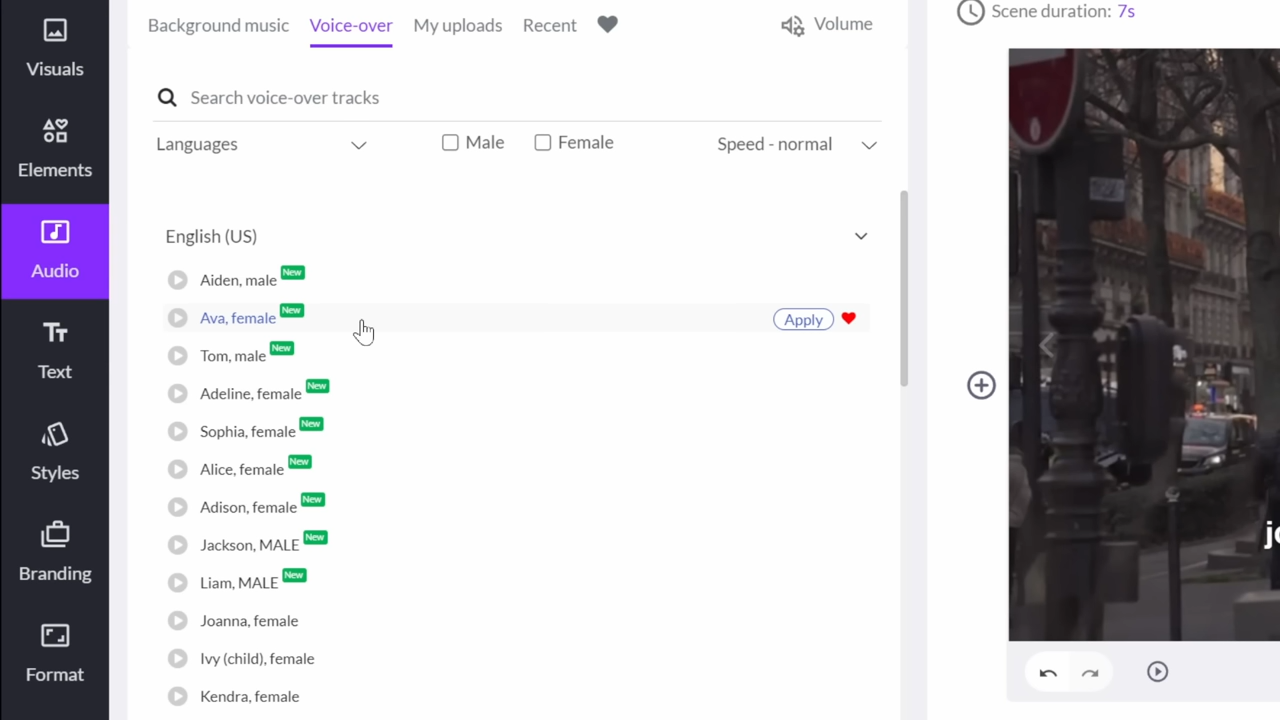 Visuals
Elements
Audio
Text
Styles
Branding
Format
Background music Voice-over My uploads Recent Volume
Search voice-over tracks
Languages Male Female Speed - normal
English (US)
Aiden, male New
Ava, female New Apply
Tom, male New
Adeline, female New
Sophia, female New
Alice, female New
Adison, female New
Jackson, MALE New
Liam, MALE New
Joanna, female
Ivy (child), female
Kendra, female
Scene duration: 7s